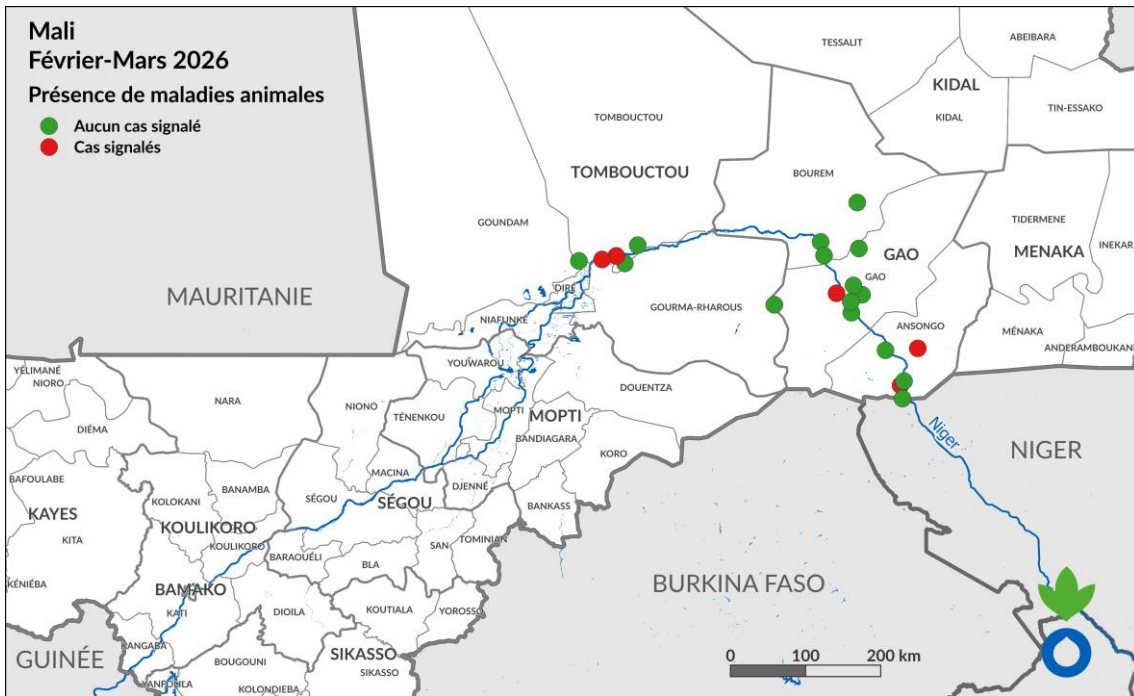 Mali
Février-Mars 2026
Présence de maladies animales
Aucun cas signalé
Cas signalés
TESSALIT
ABEIBARA
KIDAL
KIDAL
TIN-ESSAKO
TOMBOUCTOU
TOMBOUCTOU
BOUREM
GOUNDAM
TIDERMENE
MENAKA
INEKAR
GAO
GAO
MAURITANIE
DIRÉ
GOURMA-RHAROUS
NIAFUNKÉ
ANSONGO
MÉNAKA
ANDERAMBOUKANE
YOUWAROU
YÉLIMANÉ
NIORO
NARA
NIONO
TÉNENKOU
DOUENTZA
MOPTI
MOPTI
DIÉMA
BANDIAGARA
Niger
NIGER
KORO
MACINA
BAFOULABE
BANAMBA
KOLOKANI
SÉGOU
SÉGOU
DJENNÉ
BANKASS
KAYES
KOULIKORO
KITA
KOULIKORO
SAN
TOMINIAN
BARAOUÉLI
BLA
KÉNIÉBA
BAMAKO
KATI
DIOILA
KOUTIALA
YOROSSO
BURKINA FASO
KANGABA
GUINÉE
BOUGOUNI
SIKASSO
SIKASSO
YANFOHLA
KOLONDIEBA
0 100 200 km